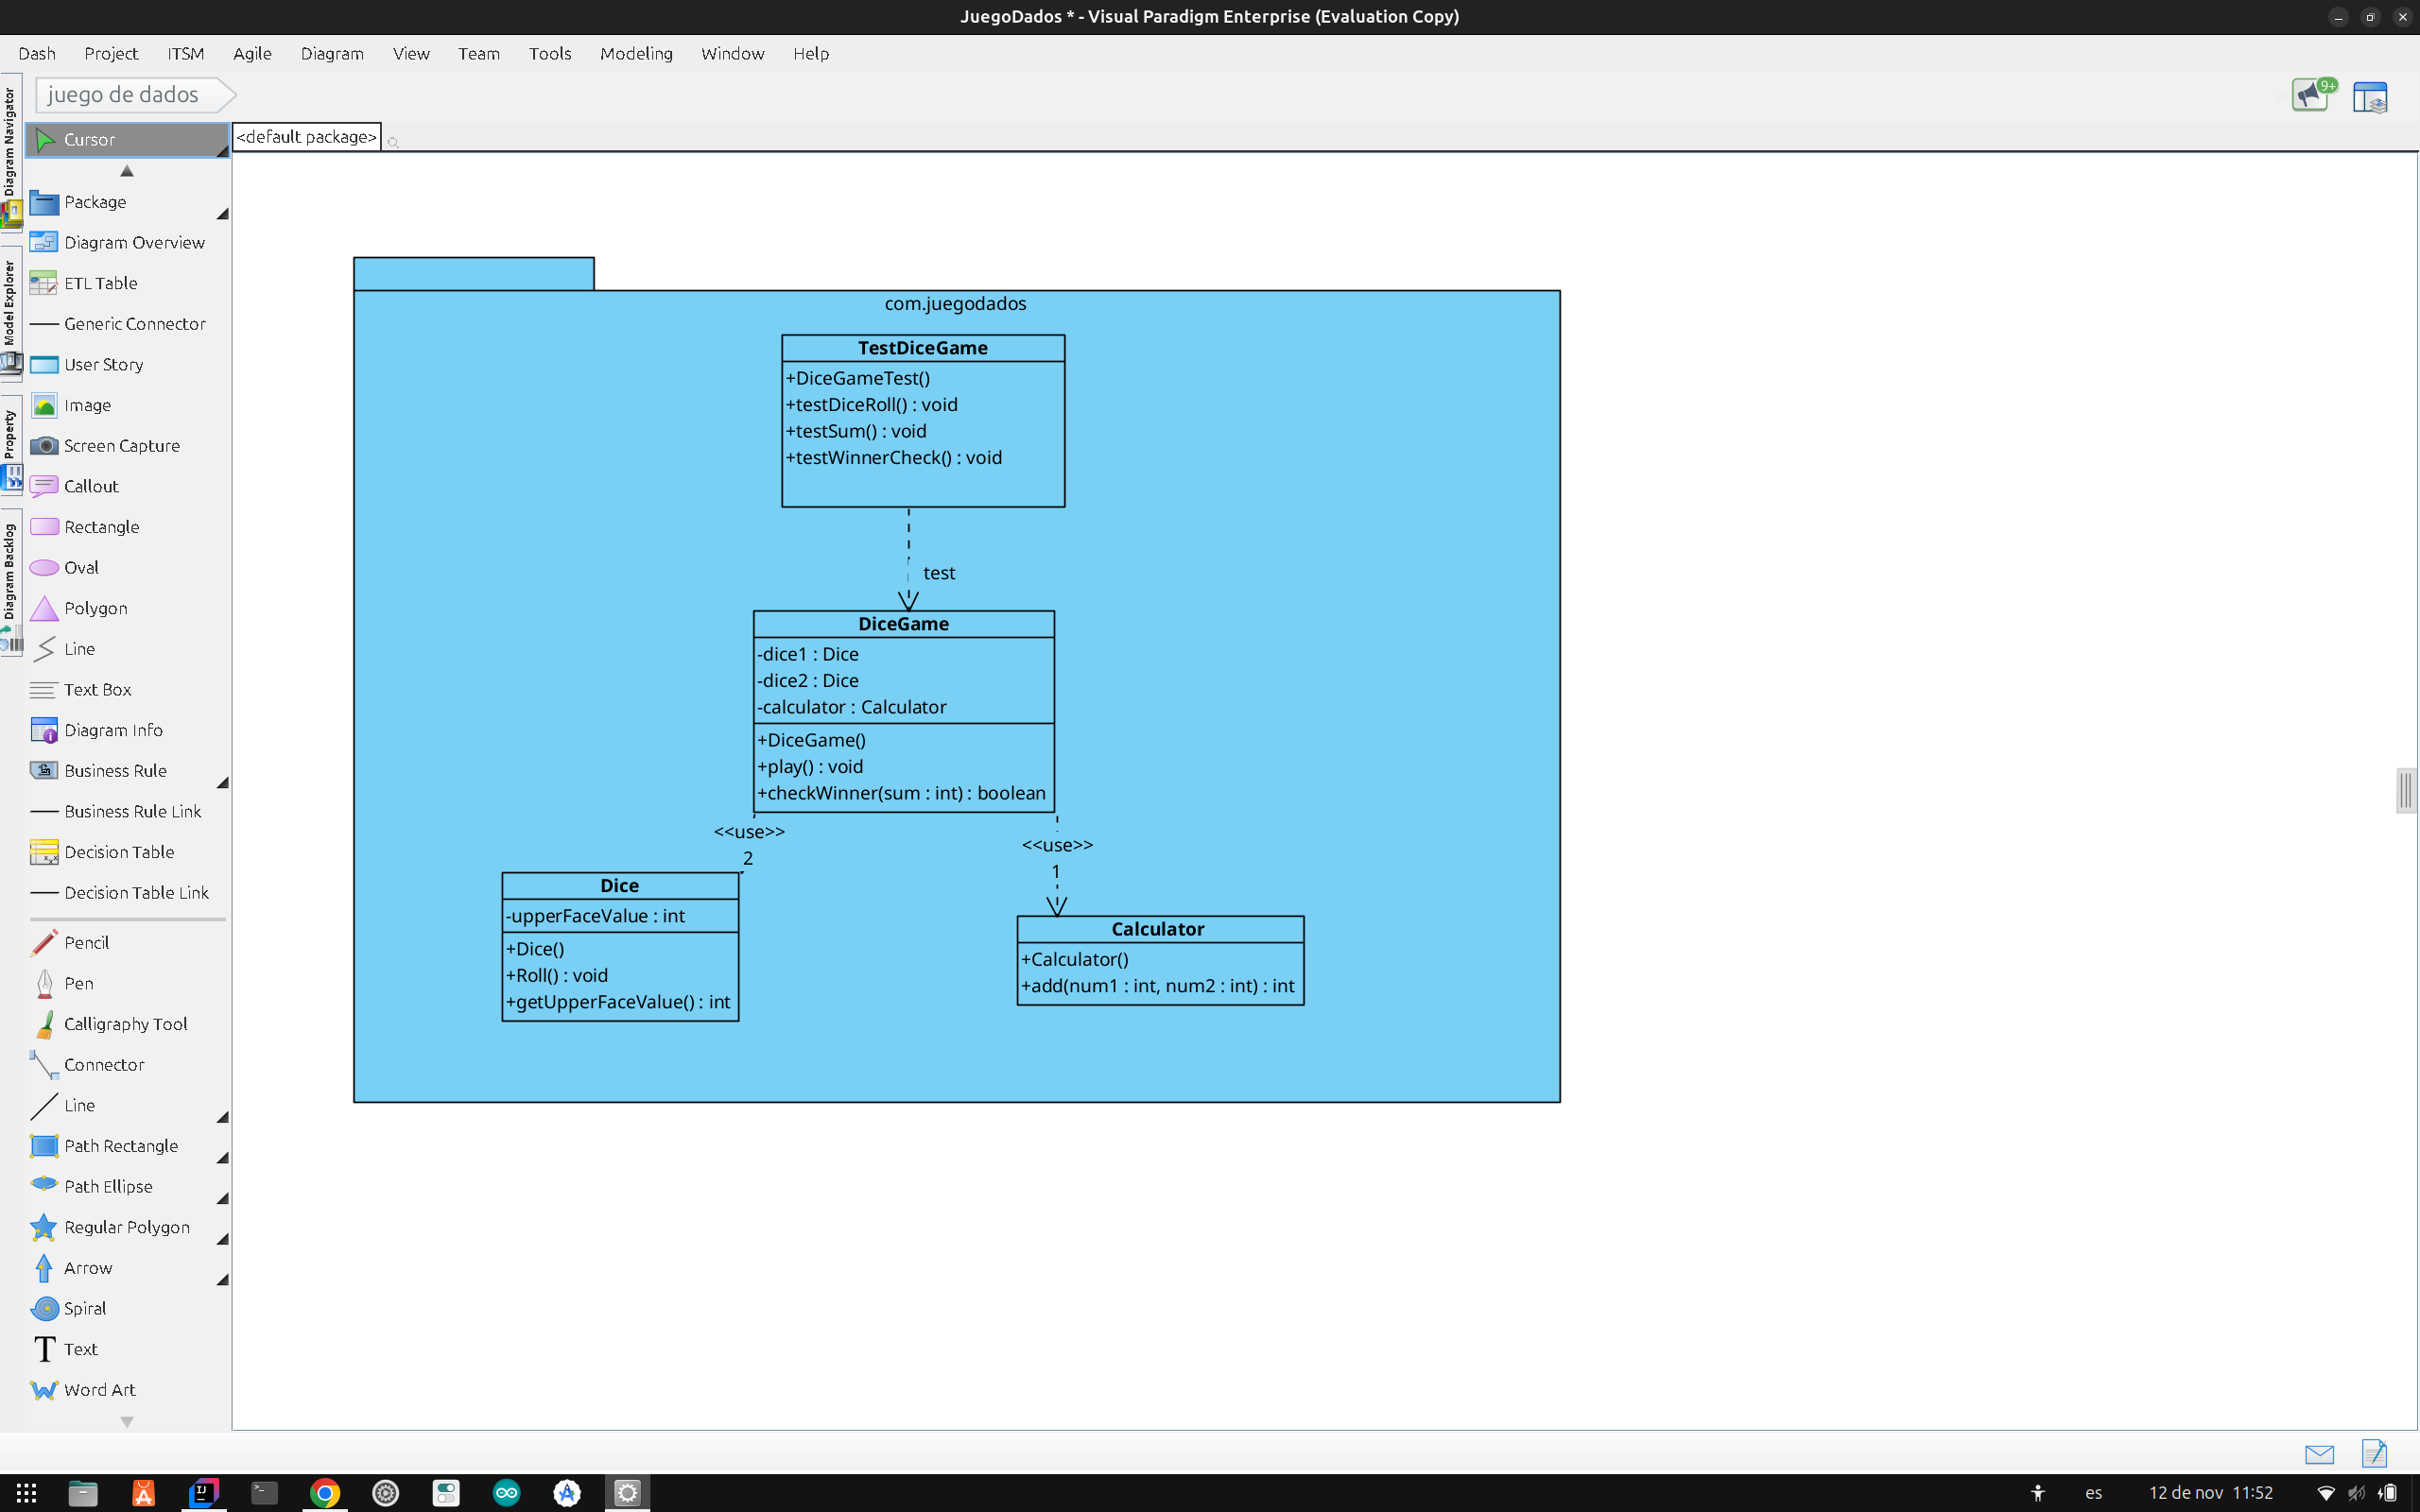 JuegoDados * - Visual Paradigm Enterprise (Evaluation Copy)
Dash Project ITSM Agile Diagram View Team Tools Modeling Window Help
juego de dados
9+
Diagram Navigator
Model Explorer
Property
Diagram Backlog
Cursor
<default package>
Package
Diagram Overview
ETL Table
Generic Connector
User Story
Image
Screen Capture
Callout
Rectangle
Oval
Polygon
Line
Text Box
Diagram Info
Business Rule
Business Rule Link
Decision Table
Decision Table Link
Pencil
Pen
Calligraphy Tool
Connector
Line
Path Rectangle
Path Ellipse
Regular Polygon
Arrow
Spiral
T Text
Word Art
com.juegodados
TestDiceGame
+DiceGameTest()
+testDiceRoll() : void
+testSum() : void
+testWinnerCheck() : void
test
DiceGame
-dice1 : Dice
-dice2 : Dice
-calculator : Calculator
+DiceGame()
+play() : void
+checkWinner(sum : int) : boolean
<<use>>
2
<<use>>
1
Dice
-upperFaceValue : int
+Dice()
+Roll() : void
+getUpperFaceValue() : int
Calculator
+Calculator()
+add(num1 : int, num2 : int) : int
es 12 de nov 11:52